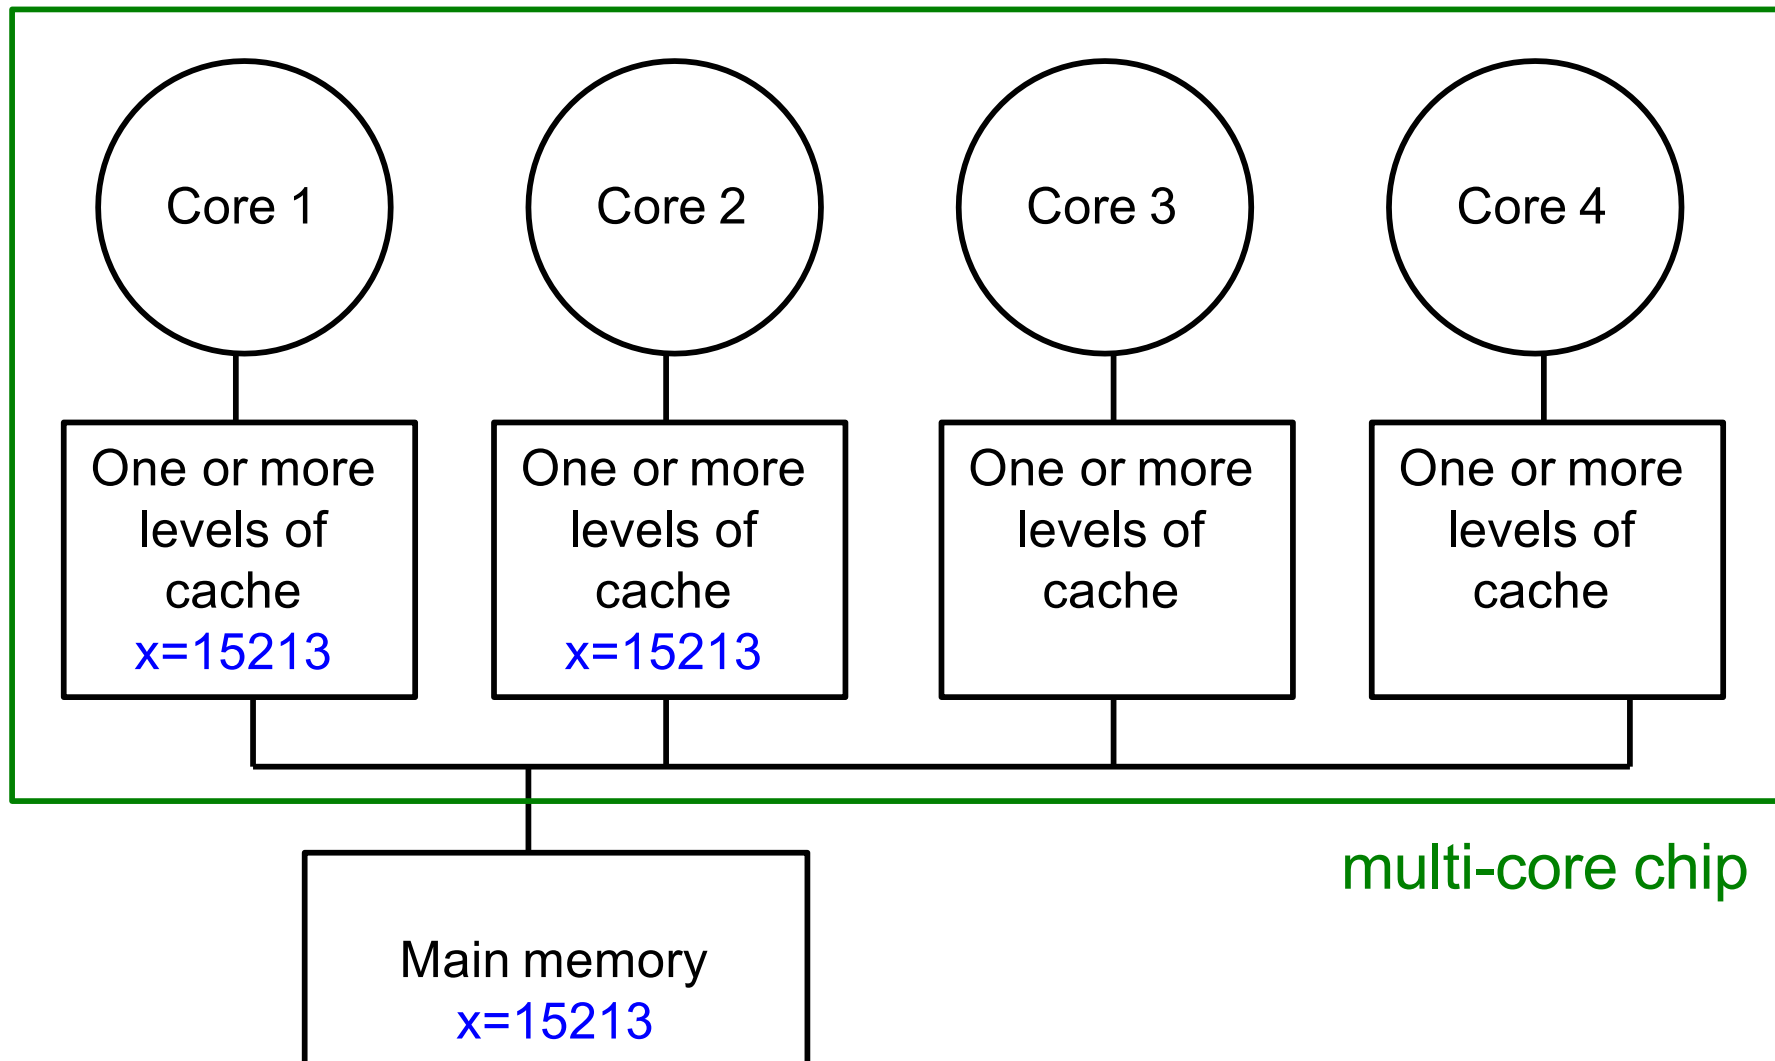 Core 1
Core 2
Core 3
Core 4
One or more
levels of
cache
x=15213
One or more
levels of
cache
x=15213
One or more
levels of
cache
One or more
levels of
cache
multi-core chip
Main memory
x=15213